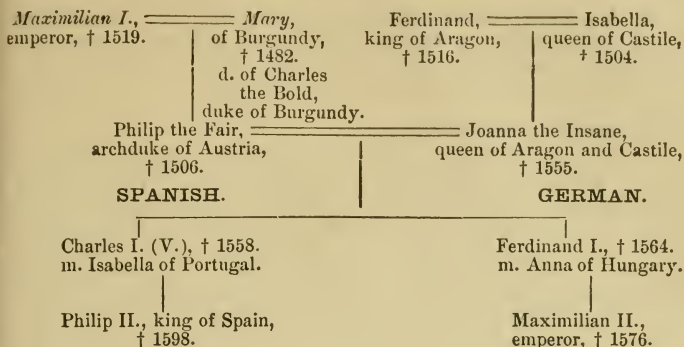 Maximilian I., Mary, Ferdinand, Isabella,
emperor, † 1519. of Burgundy, king of Aragon, queen of Castile,
† 1482. † 1516. † 1504.
d. of Charles
the Bold,
duke of Burgundy.
Philip the Fair, Joanna the Insane,
archduke of Austria, queen of Aragon and Castile,
† 1506. † 1555.
SPANISH. GERMAN.
Charles I. (V.), † 1558. Ferdinand I., † 1564.
m. Isabella of Portugal. m. Anna of Hungary.
Philip II., king of Spain, Maximilian II.,
† 1598. emperor, † 1576.